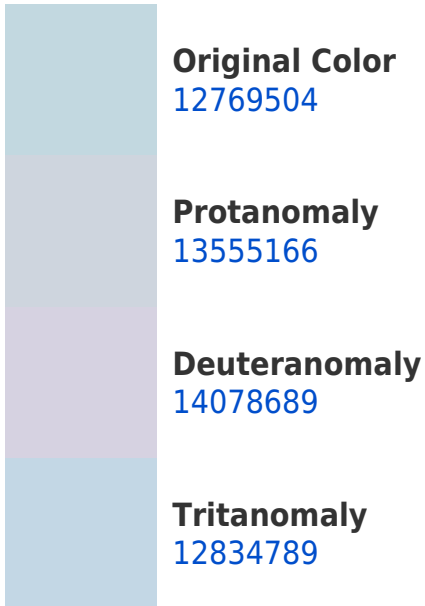 Original Color
12769504
Protanomaly
13555166
Deuteranomaly
14078689
Tritanomaly
12834789